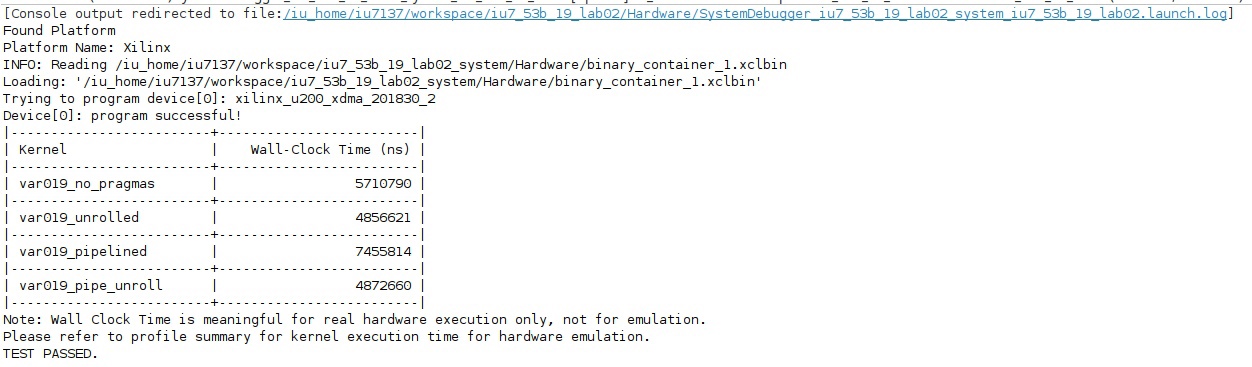 [Console output redirected to file:/iu_home/iu7137/workspace/iu7_53b_19_lab02/Hardware/SystemDebugger_iu7_53b_19_lab02_system_iu7_53b_19_lab02.launch.log]
Found Platform
Platform Name: Xilinx
INFO: Reading /iu_home/iu7137/workspace/iu7_53b_19_lab02_system/Hardware/binary_container_1.xclbin
Loading: '/iu_home/iu7137/workspace/iu7_53b_19_lab02_system/Hardware/binary_container_1.xclbin'
Trying to program device[0]: xilinx_u200_xdma_201830_2
Device[0]: program successful!
|-------------------------+-------------------------|
| Kernel                  |    Wall-Clock Time (ns) |
|-------------------------+-------------------------|
| var019_no_pragmas       |                 5710790 |
|-------------------------+-------------------------|
| var019_unrolled         |                 4856621 |
|-------------------------+-------------------------|
| var019_pipelined        |                 7455814 |
|-------------------------+-------------------------|
| var019_pipe_unroll      |                 4872660 |
|-------------------------+-------------------------|
Note: Wall Clock Time is meaningful for real hardware execution only, not for emulation.
Please refer to profile summary for kernel execution time for hardware emulation.
TEST PASSED.